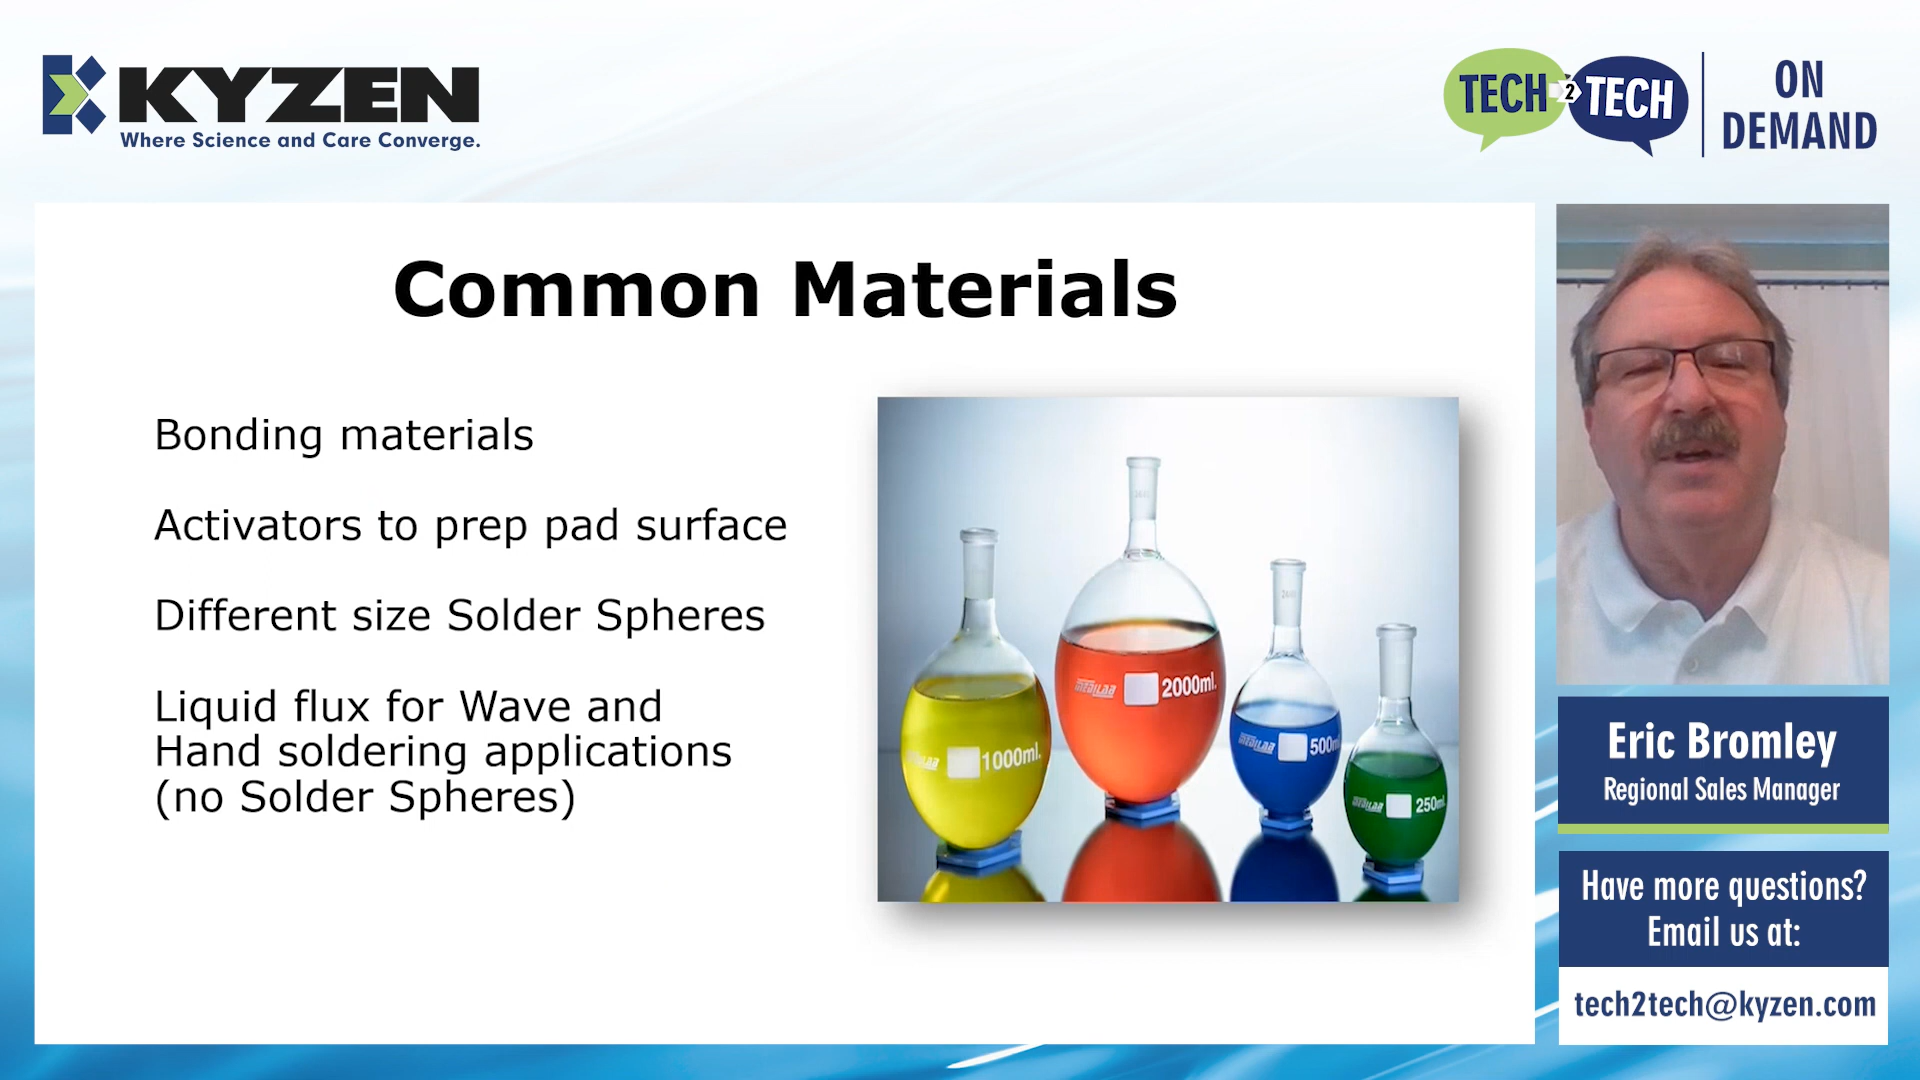 KYZEN
Where Science and Care Converge.
TECH 2 TECH
ON
DEMAND
Common Materials
Bonding materials
Activators to prep pad surface
Different size Solder Spheres
Liquid flux for Wave and
Hand soldering applications
(no Solder Spheres)
1000ml.
2000ml.
500ml
250ml
Eric Bromley
Regional Sales Manager
Have more questions?
Email us at:
tech2tech@kyzen.com